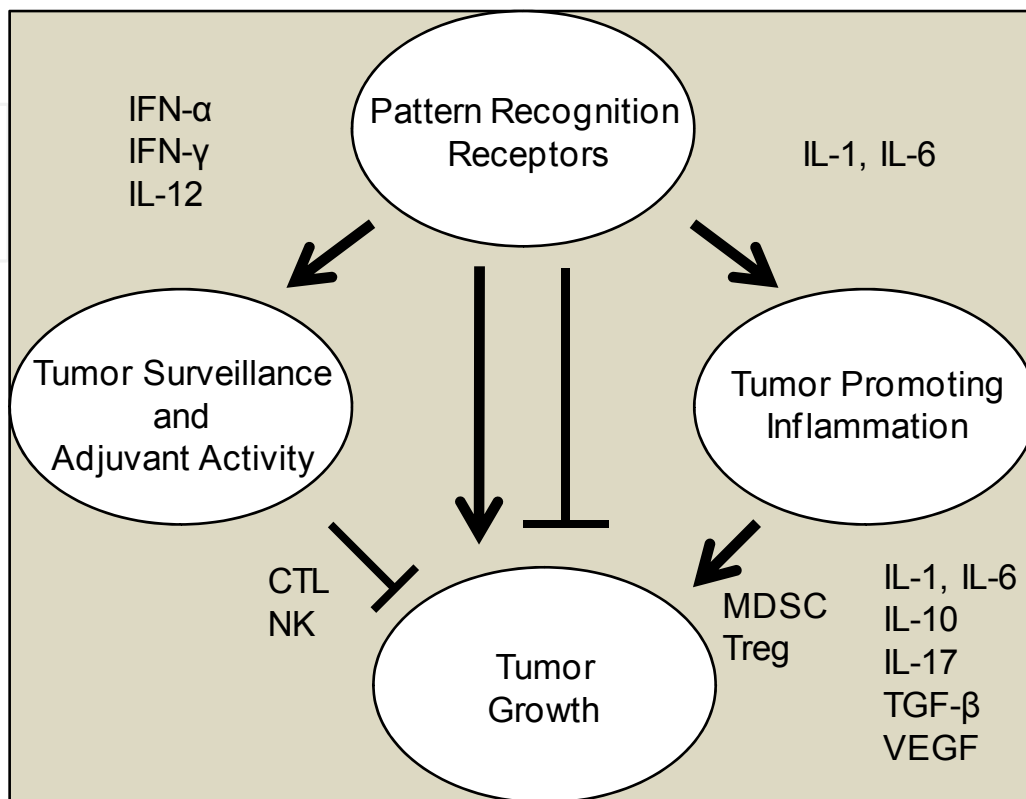 IFN-α
IFN-γ
IL-12
Pattern Recognition
Receptors
IL-1, IL-6
Tumor Surveillance
and
Adjuvant Activity
Tumor Promoting
Inflammation
CTL
NK
Tumor
Growth
MDSC
Treg
IL-1, IL-6
IL-10
IL-17
TGF-β
VEGF